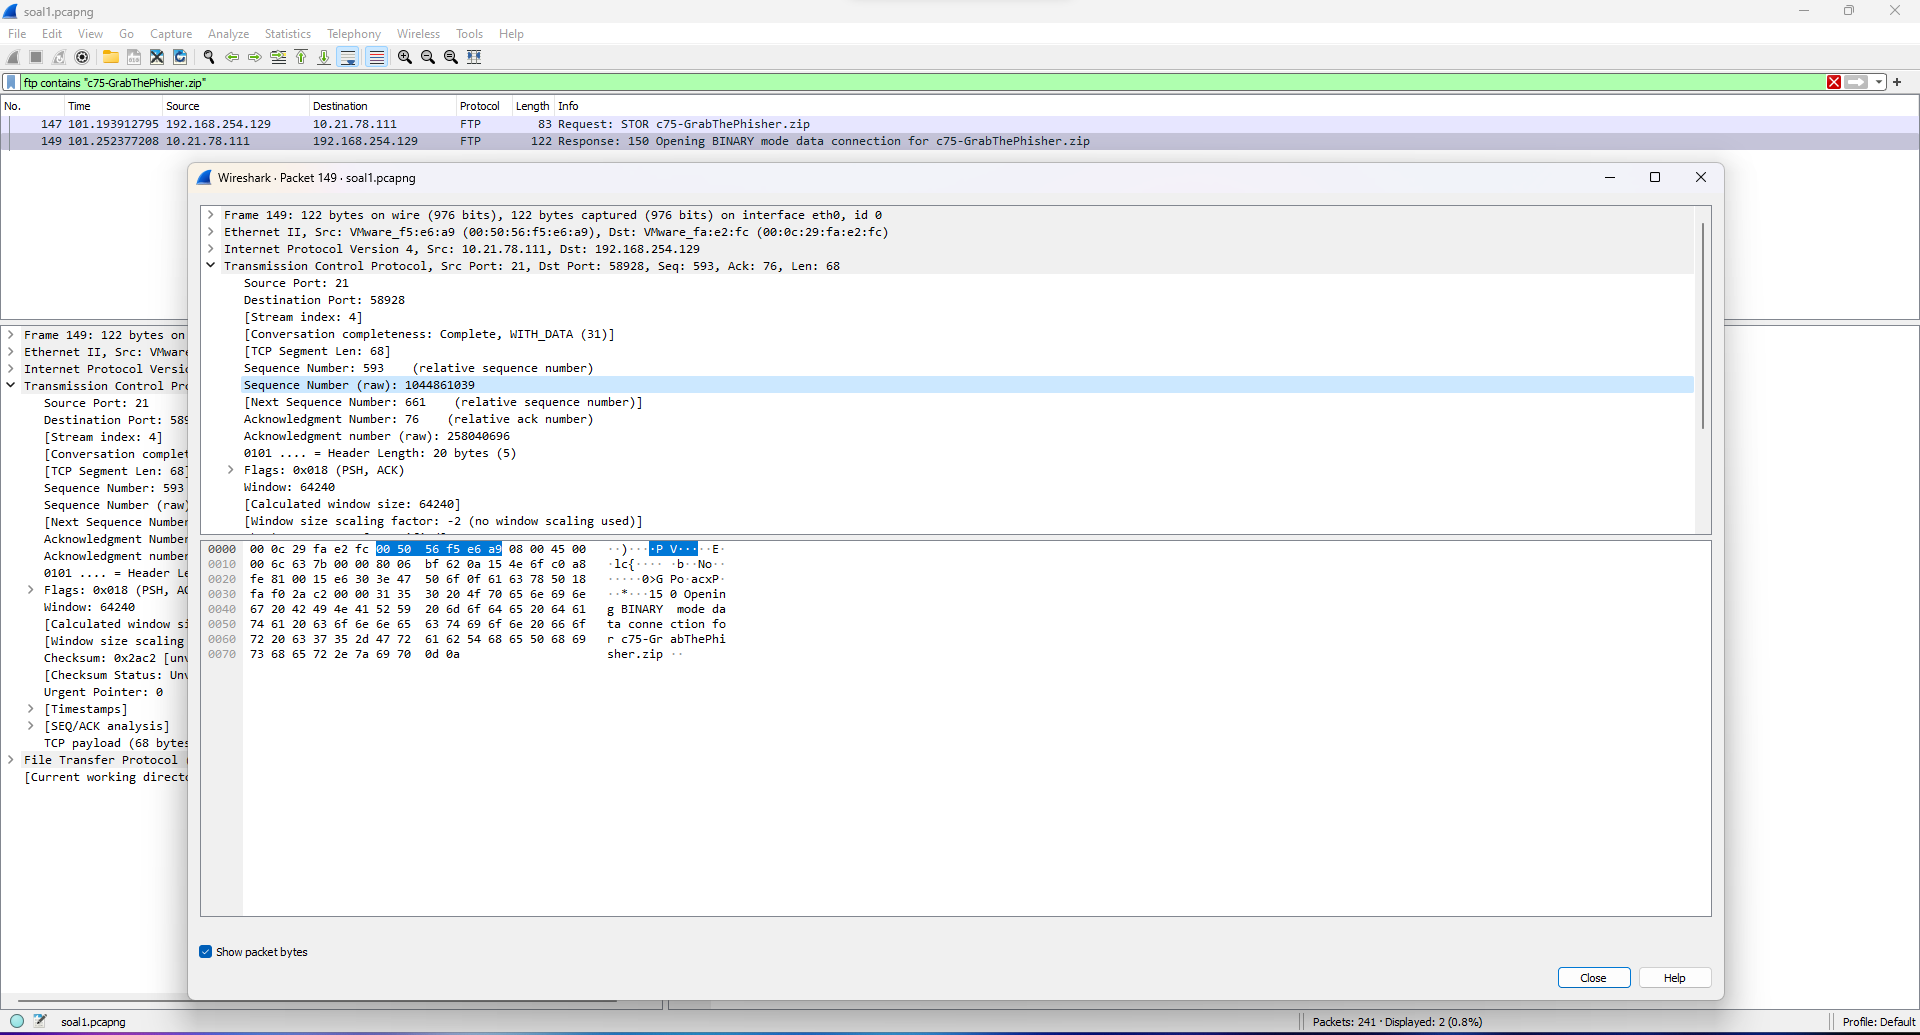 soal1.pcapng
File Edit View Go Capture Analyze Statistics Telephony Wireless Tools Help
ftp contains "c75-GrabThePhisher.zip"
No. Time Source Destination Protocol Length Info
147 101.193912795 192.168.254.129 10.21.78.111 FTP 83 Request: STOR c75-GrabThePhisher.zip
149 101.252377208 10.21.78.111 192.168.254.129 FTP 122 Response: 150 Opening BINARY mode data connection for c75-GrabThePhisher.zip
Wireshark · Packet 149 · soal1.pcapng
Frame 149: 122 bytes on wire (976 bits), 122 bytes captured (976 bits) on interface eth0, id 0
Ethernet II, Src: VMware_f5:e6:a9 (00:50:56:f5:e6:a9), Dst: VMware_fa:e2:fc (00:0c:29:fa:e2:fc)
Internet Protocol Version 4, Src: 10.21.78.111, Dst: 192.168.254.129
Transmission Control Protocol, Src Port: 21, Dst Port: 58928, Seq: 593, Ack: 76, Len: 68
Source Port: 21
Destination Port: 58928
[Stream index: 4]
[Conversation completeness: Complete, WITH_DATA (31)]
[TCP Segment Len: 68]
Sequence Number: 593 (relative sequence number)
Sequence Number (raw): 1044861039
[Next Sequence Number: 661 (relative sequence number)]
Acknowledgment Number: 76 (relative ack number)
Acknowledgment number (raw): 258040696
0101 .... = Header Length: 20 bytes (5)
Flags: 0x018 (PSH, ACK)
Window: 64240
[Calculated window size: 64240]
[Window size scaling factor: -2 (no window scaling used)]
0000 00 0c 29 fa e2 fc 00 50 56 f5 e6 a9 08 00 45 00 ··)····P V·····E·
0010 00 6c 63 7b 00 00 80 06 bf 62 0a 15 4e 6f c0 a8 ·lc{···· ·b··No··
0020 fe 81 00 15 e6 30 3e 47 50 6f 0f 61 63 78 50 18 ·····0>G Po·acxP·
0030 fa f0 2a c2 00 00 31 35 30 20 4f 70 65 6e 69 6e ··*···15 0 Openin
0040 67 20 42 49 4e 41 52 59 20 6d 6f 64 65 20 64 61 g BINARY mode da
0050 74 61 20 63 6f 6e 6e 65 63 74 69 6f 6e 20 66 6f ta conne ction fo
0060 72 20 63 37 35 2d 47 72 61 62 54 68 65 50 68 69 r c75-Gr abThePhi
0070 73 68 65 72 2e 7a 69 70 0d 0a sher.zip ··
Show packet bytes
Close Help
Frame 149: 122 bytes on
Ethernet II, Src: VMware
Internet Protocol Versi
Transmission Control Pr
Source Port: 21
Destination Port: 589
[Stream index: 4]
[Conversation complet
[TCP Segment Len: 68]
Sequence Number: 593
Sequence Number (raw)
[Next Sequence Number
Acknowledgment Number
Acknowledgment number
0101 .... = Header Le
Flags: 0x018 (PSH, AC
Window: 64240
[Calculated window si
[Window size scaling
Checksum: 0x2ac2 [unv
[Checksum Status: Unv
Urgent Pointer: 0
[Timestamps]
[SEQ/ACK analysis]
TCP payload (68 bytes
File Transfer Protocol (
[Current working directo
soal1.pcapng
Packets: 241 · Displayed: 2 (0.8%)
Profile: Default